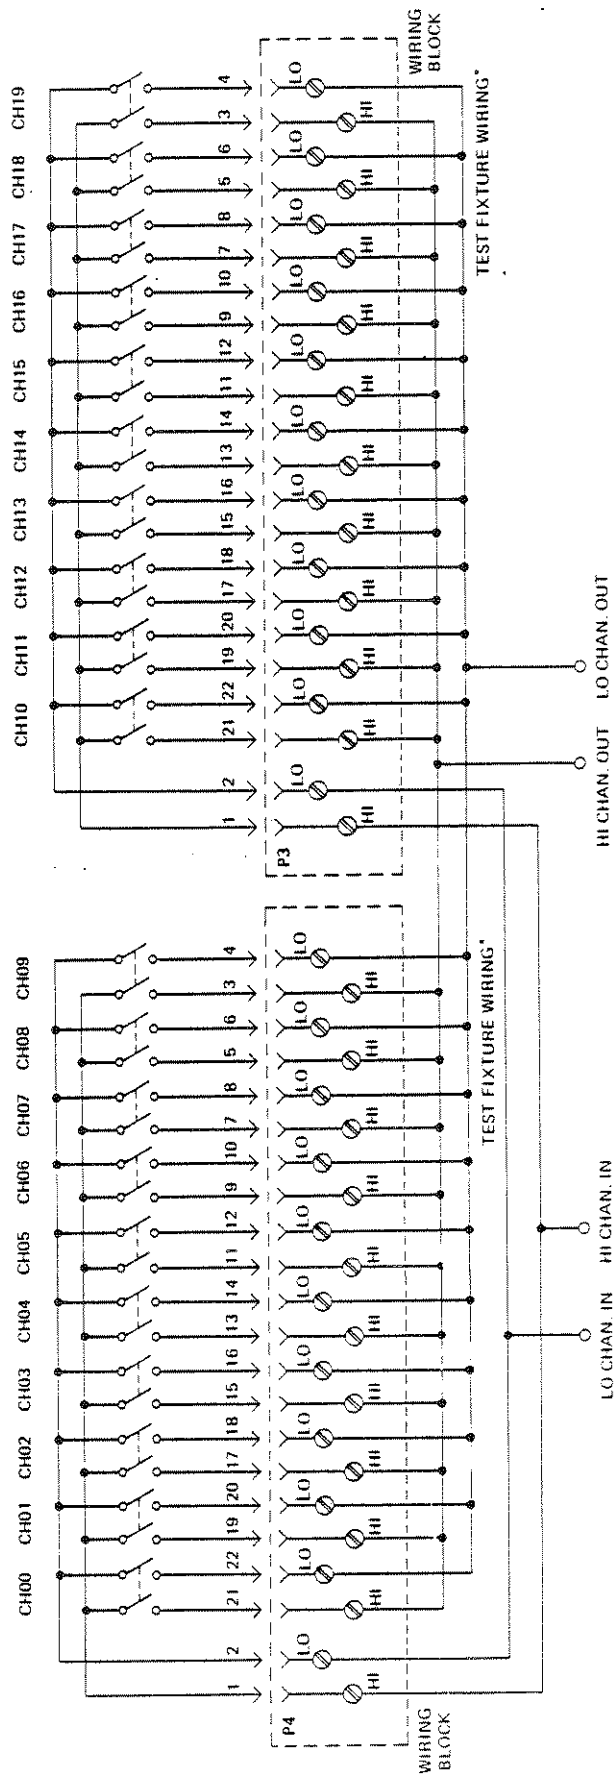 CH00 CH01 CH02 CH03 CH04 CH05 CH06 CH07 CH08 CH09 CH10 CH11 CH12 CH13 CH14 CH15 CH16 CH17 CH18 CH19
1 2 21 22 19 20 17 18 15 16 13 14 11 12 9 10 7 8 5 6 3 4 1 2 21 22 19 20 17 18 15 16 13 14 11 12 9 10 7 8 5 6 3 4
P4 P3
LO LO LO LO LO LO LO LO LO LO LO LO LO LO LO LO LO LO LO LO LO LO
HI HI HI HI HI HI HI HI HI HI HI HI HI HI HI HI HI HI HI HI HI HI
WIRING
BLOCK
WIRING
BLOCK
TEST FIXTURE WIRING*
TEST FIXTURE WIRING*
LO CHAN. IN HI CHAN. IN HI CHAN. OUT LO CHAN. OUT